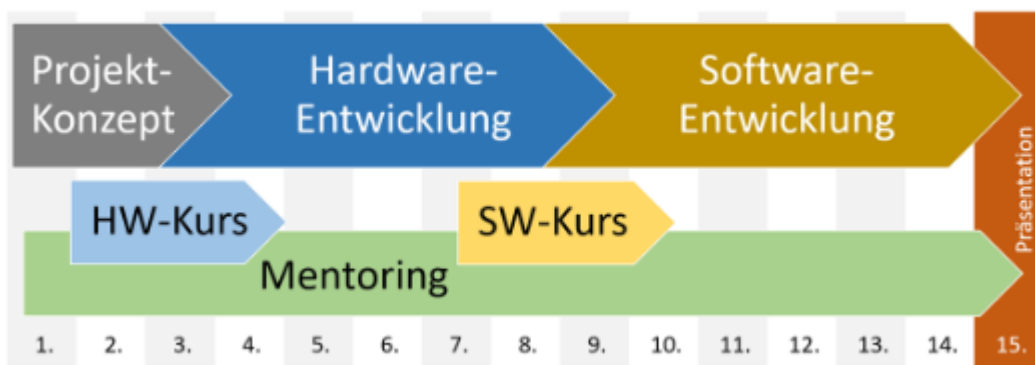 Projekt-
Konzept
Hardware-
Entwicklung
Software-
Entwicklung
Präsentation
HW-Kurs
SW-Kurs
Mentoring
1. 2. 3. 4. 5. 6. 7. 8. 9. 10. 11. 12. 13. 14. 15.